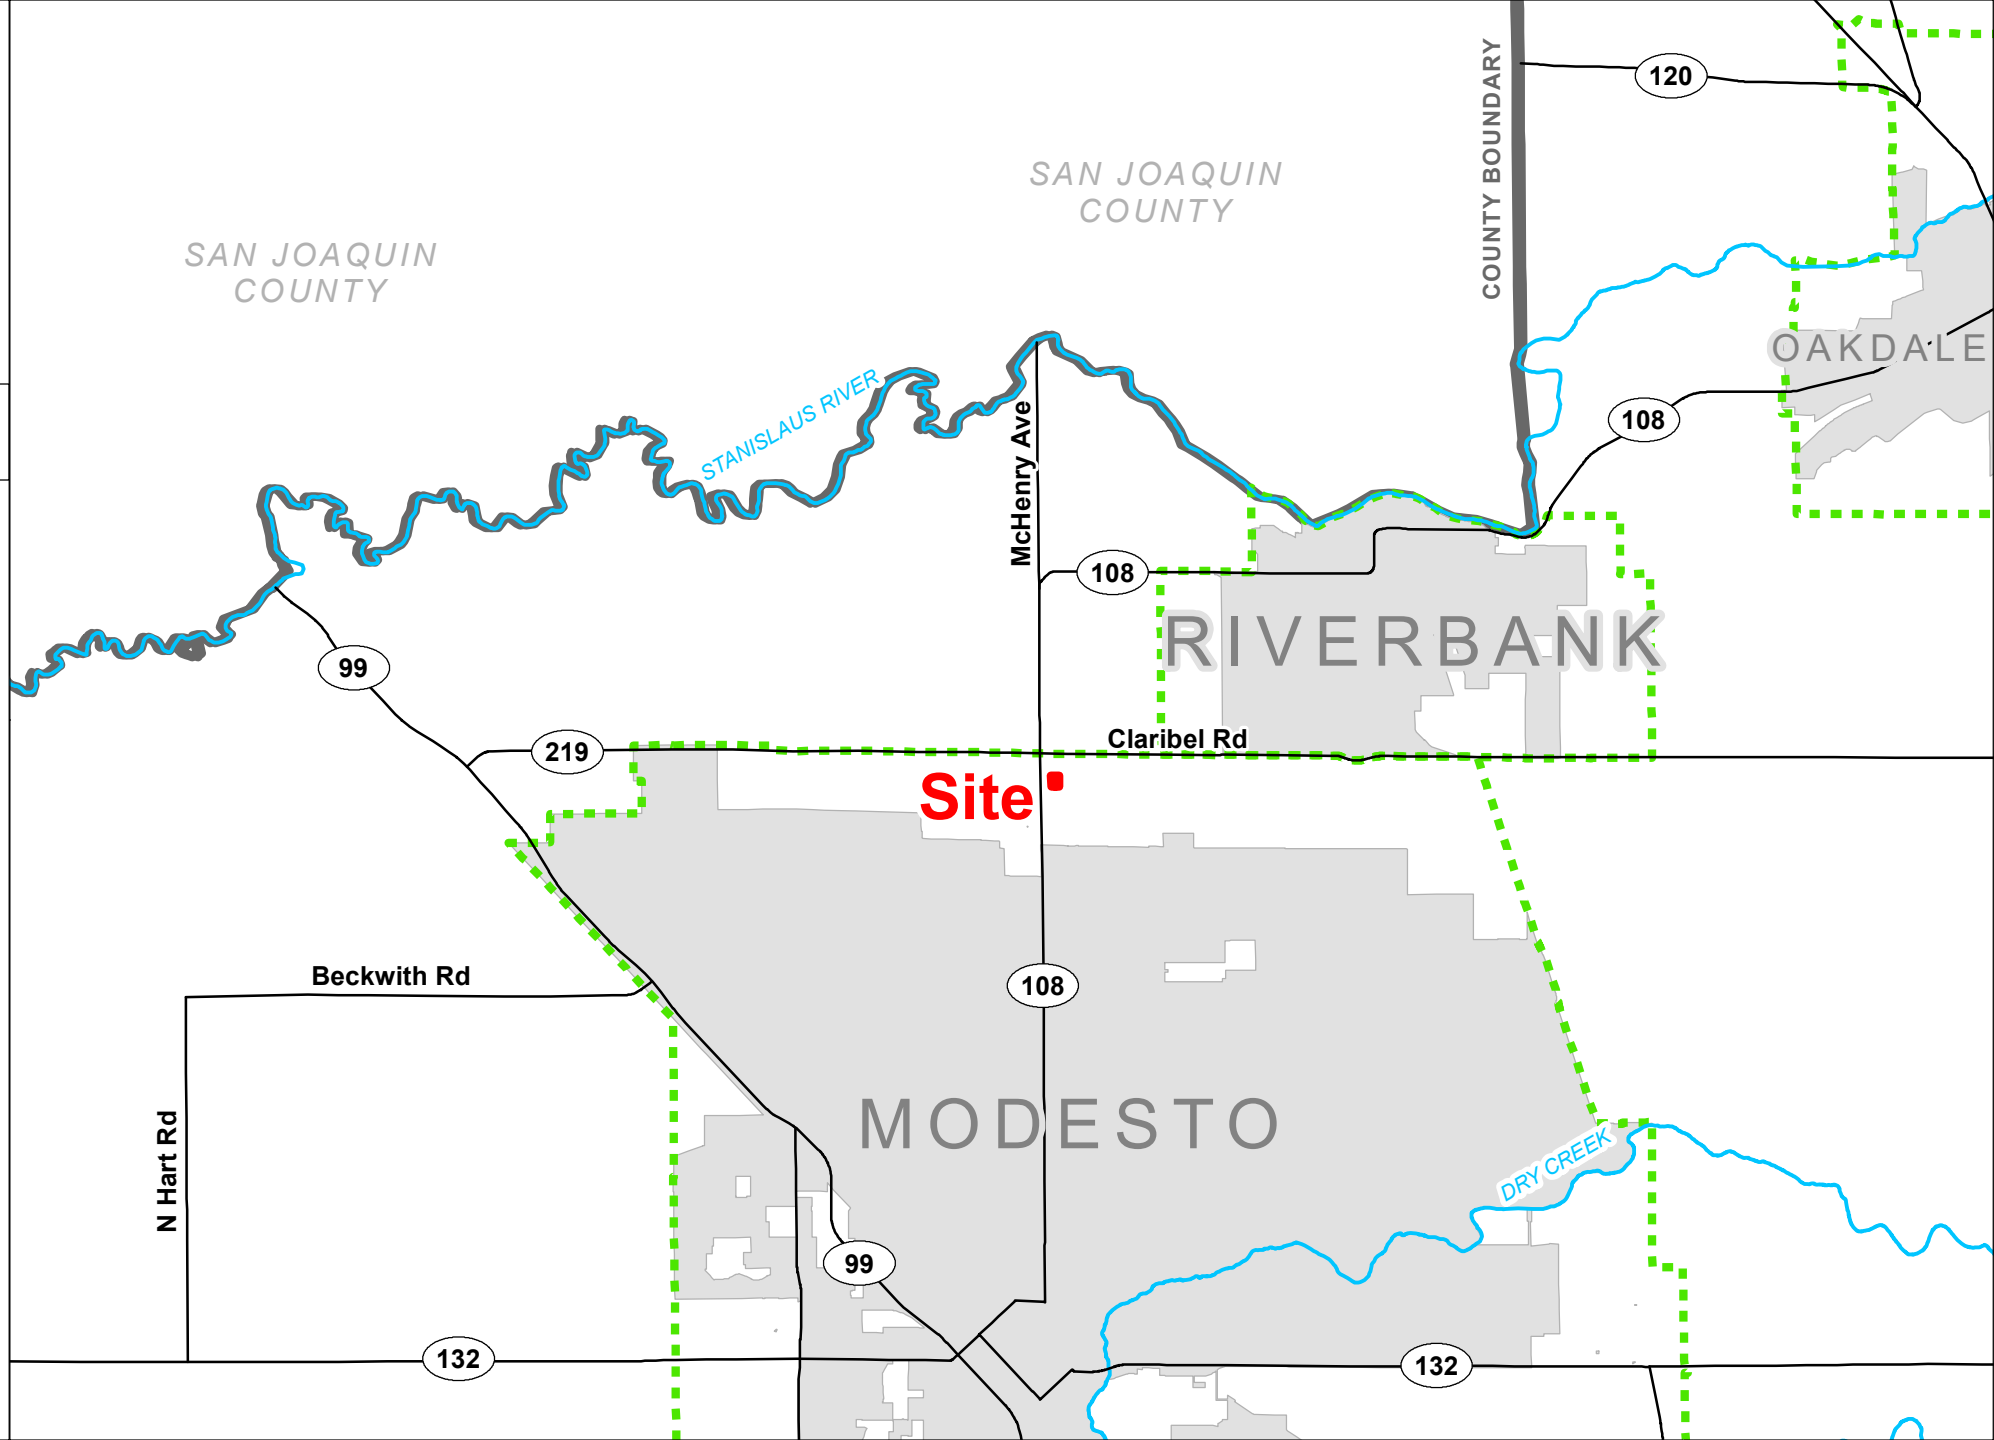 COUNTY BOUNDARY
120
SAN JOAQUIN
COUNTY
SAN JOAQUIN
COUNTY
OAKDALE
STANISLAUS RIVER
McHenry Ave
108
108
RIVERBANK
99
Claribel Rd
219
Site
Beckwith Rd
108
MODESTO
N Hart Rd
DRY CREEK
99
132
132